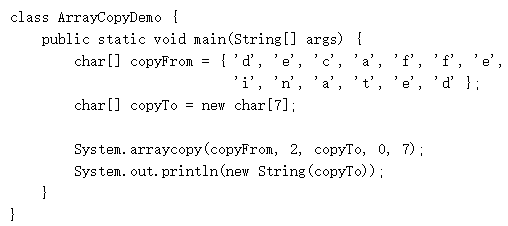 class ArrayCopyDemo {
    public static void main(String[] args) {
        char[] copyFrom = { 'd', 'e', 'c', 'a', 'f', 'f', 'e',
                            'i', 'n', 'a', 't', 'e', 'd' };
        char[] copyTo = new char[7];

        System.arraycopy(copyFrom, 2, copyTo, 0, 7);
        System.out.println(new String(copyTo));
    }
}